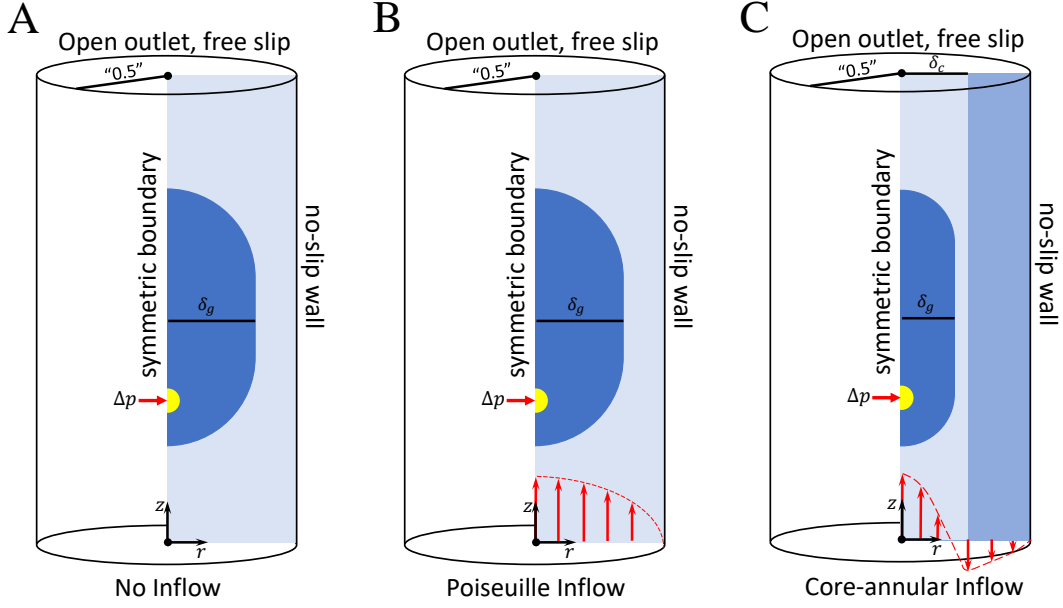 A
Open outlet, free slip
"0.5"
symmetric boundary
no-slip wall
δg
Δp
z
r
No Inflow
B
Open outlet, free slip
"0.5"
symmetric boundary
no-slip wall
δg
Δp
z
r
Poiseuille Inflow
C
Open outlet, free slip
"0.5"
δc
symmetric boundary
no-slip wall
δg
Δp
z
r
Core-annular Inflow